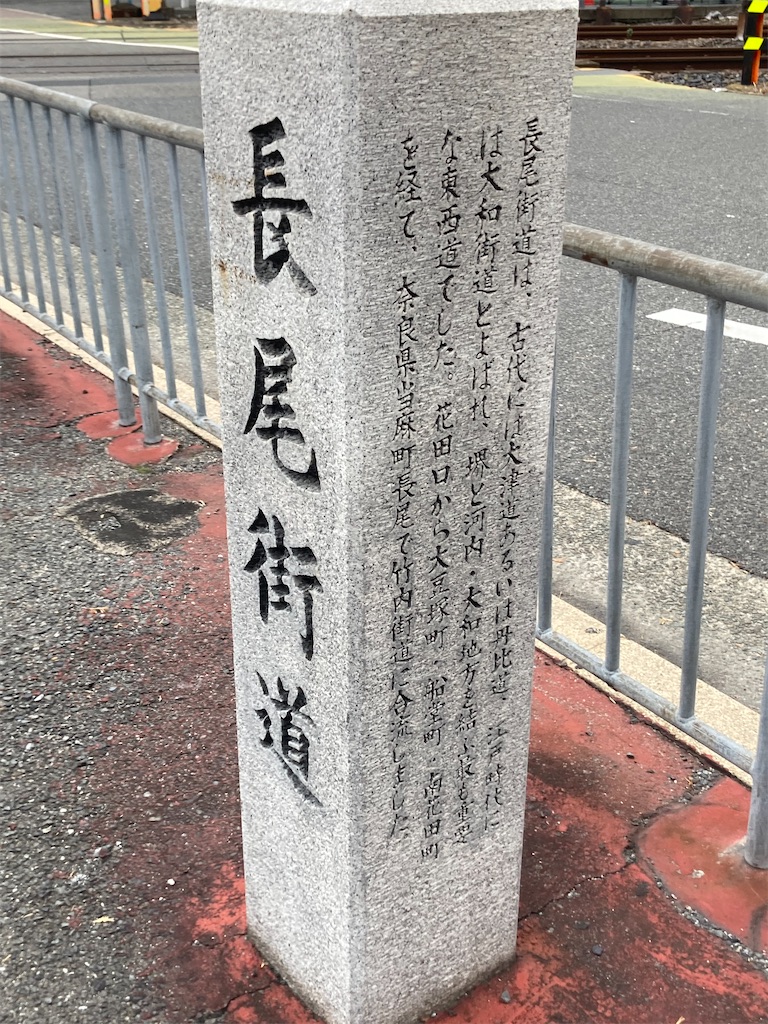 長尾街道
長尾街道は、古代には大津道あるいは丹比道、江戸時代に
は大和街道とよばれ、堺と河内・大和地方を結ぶ最も重要
な東西道でした。花田口から大豆塚町・船堂町・南花田町
を経て、奈良県当麻町長尾で竹内街道に合流しました